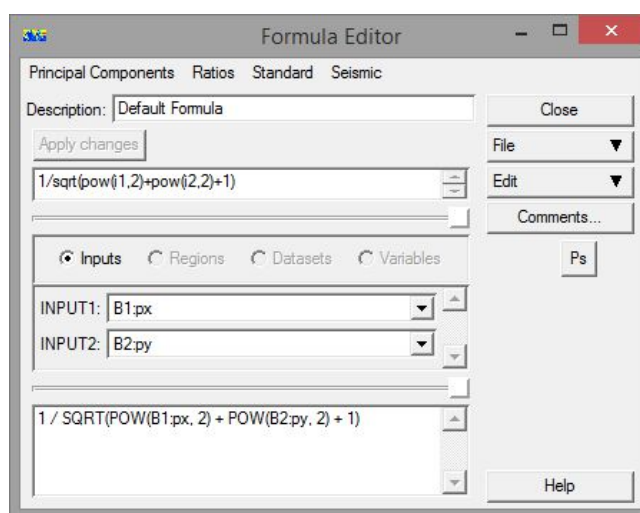 Formula Editor
Principal Components Ratios Standard Seismic
Description: Default Formula
Close
Apply changes
File
1/sqrt(pow(i1,2)+pow(i2,2)+1)
Edit
Comments...
Inputs Regions Datasets Variables
Ps
INPUT1: B1:px
INPUT2: B2:py
1 / SQRT(POW(B1:px, 2) + POW(B2:py, 2) + 1)
Help